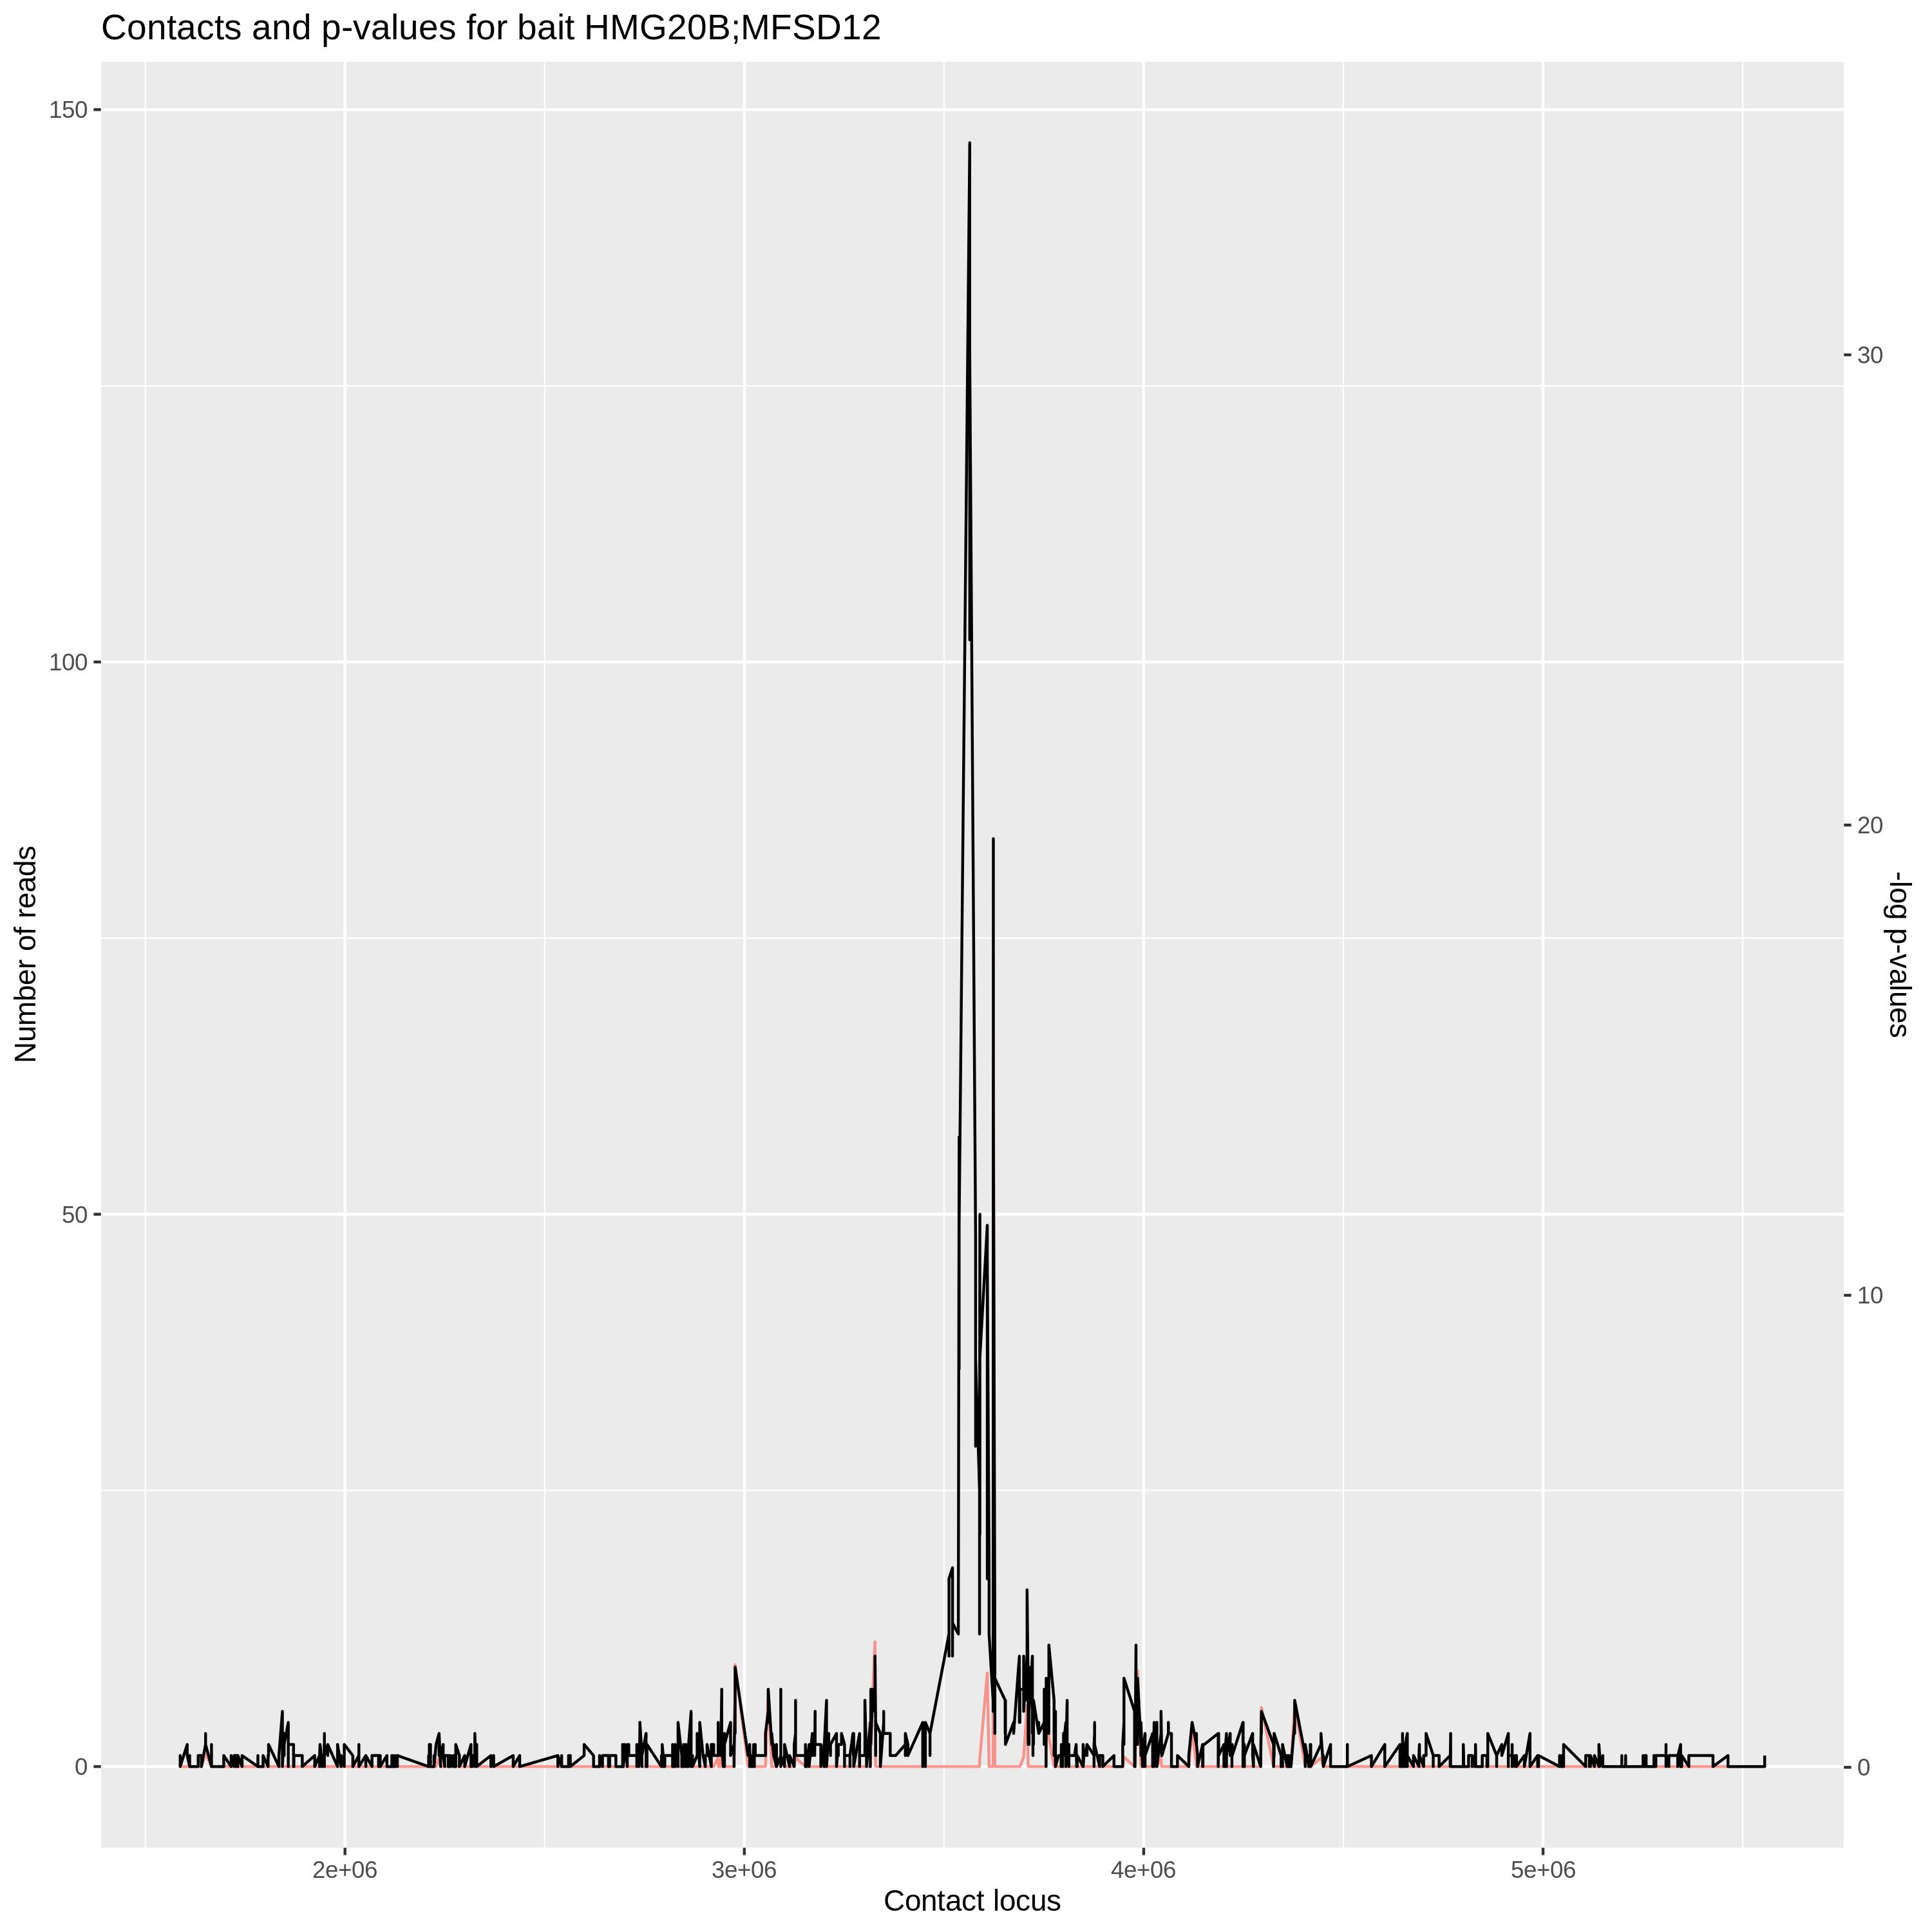 Contacts and p-values for bait HMG20B;MFSD12
150
100
50
0
Number of reads
30
20
10
0
-log p-values
2e+06
3e+06
4e+06
5e+06
Contact locus